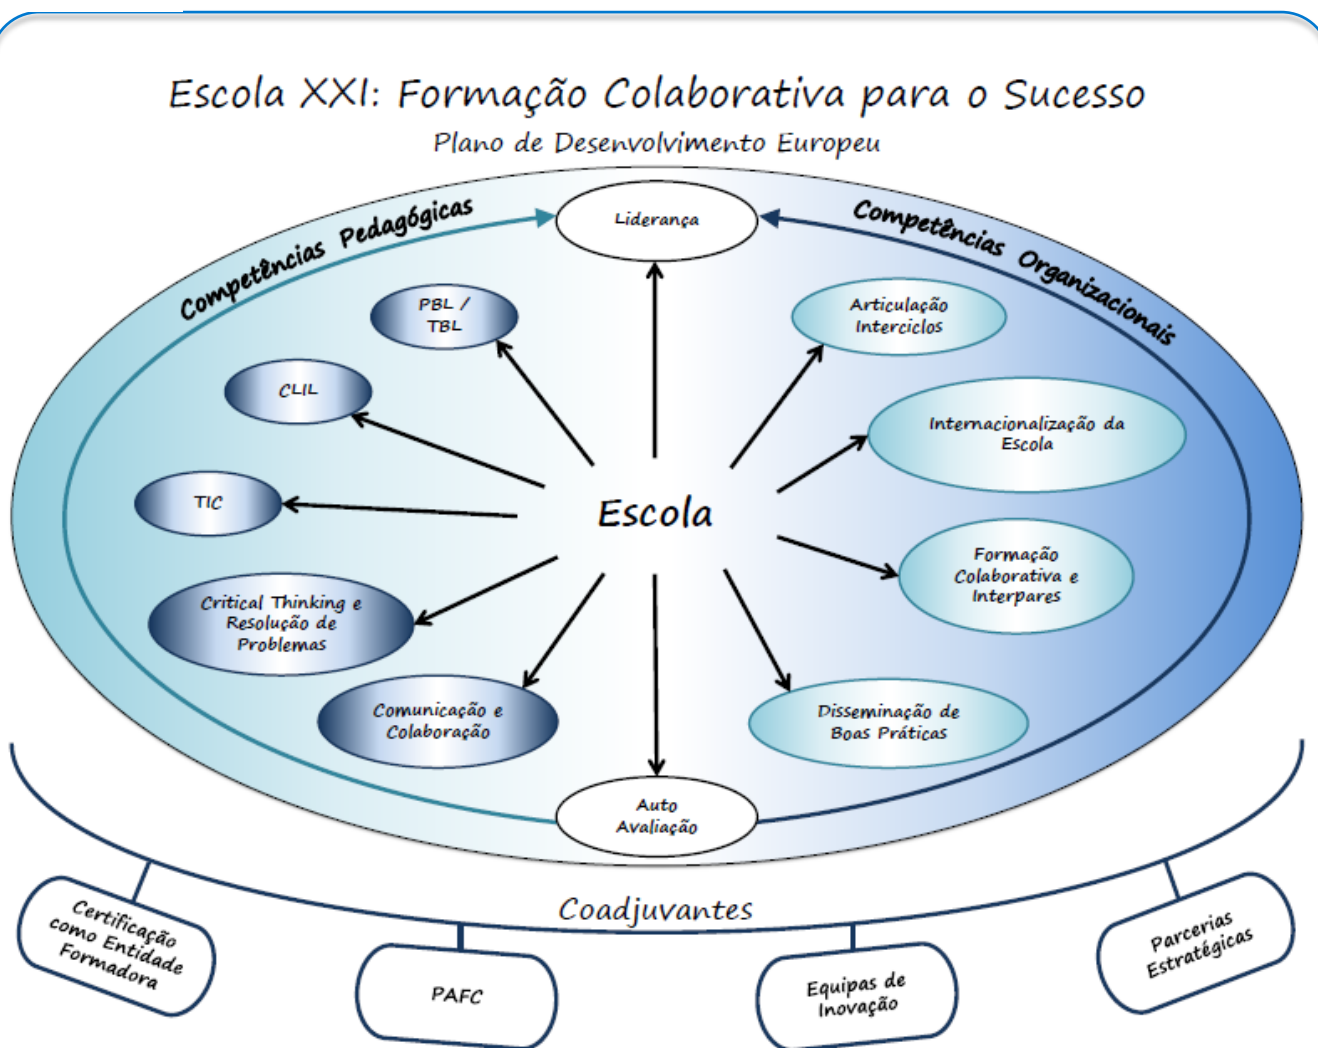 Escola XXI: Formação Colaborativa para o Sucesso
Plano de Desenvolvimento Europeu
Competências Pedagógicas
Competências Organizacionais
Liderança
PBL /
TBL
Articulação
Interciclos
CLIL
Internacionalização da
Escola
TIC
Escola
Formação
Colaborativa e
Interpares
Critical Thinking e
Resolução de
Problemas
Comunicação e
Colaboração
Disseminação de
Boas Práticas
Auto
Avaliação
Coadjuvantes
Certificação
como Entidade
Formadora
PAFC
Equipas de
Inovação
Parcerias
Estratégicas